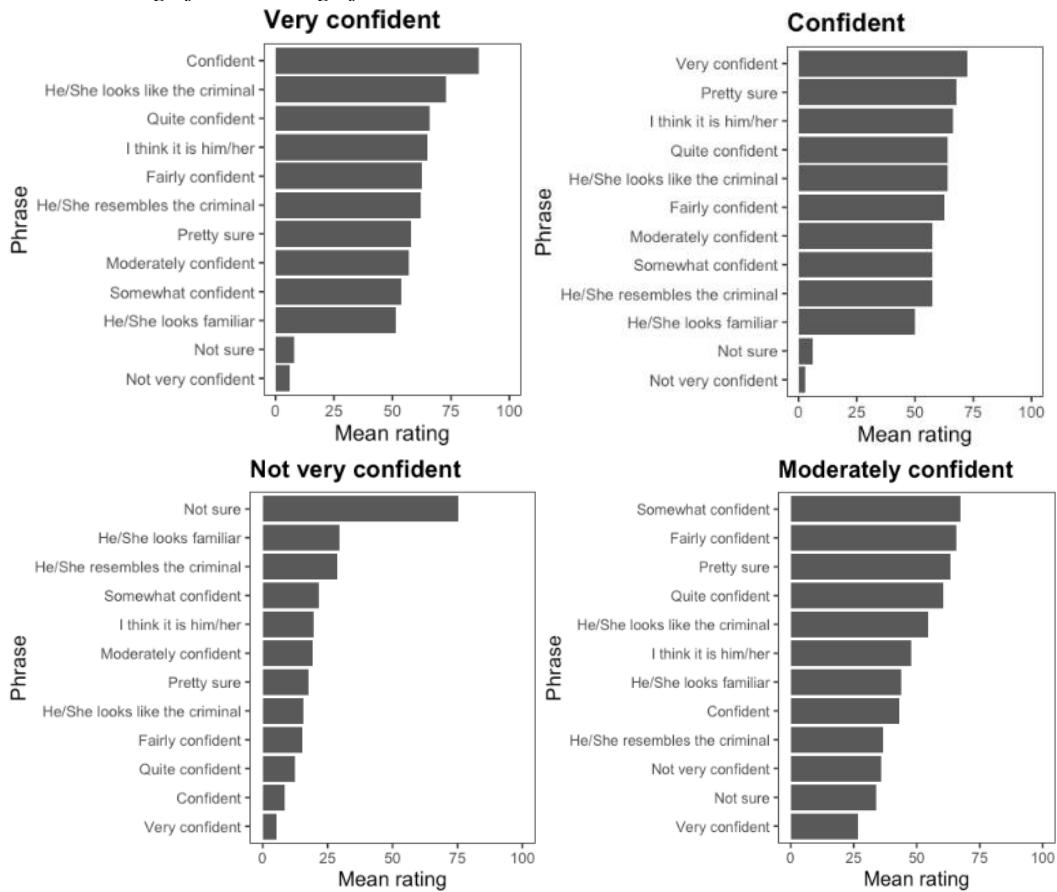 Very confident
Confident
He/She looks like the criminal
Quite confident
I think it is him/her
Fairly confident
He/She resembles the criminal
Pretty sure
Moderately confident
Somewhat confident
He/She looks familiar
Not sure
Not very confident
Phrase
0 25 50 75 100
Mean rating
Confident
Very confident
Pretty sure
I think it is him/her
Quite confident
He/She looks like the criminal
Fairly confident
Moderately confident
Somewhat confident
He/She resembles the criminal
He/She looks familiar
Not sure
Not very confident
Phrase
0 25 50 75 100
Mean rating
Not very confident
Not sure
He/She looks familiar
He/She resembles the criminal
Somewhat confident
I think it is him/her
Moderately confident
Pretty sure
He/She looks like the criminal
Fairly confident
Quite confident
Confident
Very confident
Phrase
0 25 50 75 100
Mean rating
Moderately confident
Somewhat confident
Fairly confident
Pretty sure
Quite confident
He/She looks like the criminal
I think it is him/her
He/She looks familiar
Confident
He/She resembles the criminal
Not very confident
Not sure
Very confident
Phrase
0 25 50 75 100
Mean rating